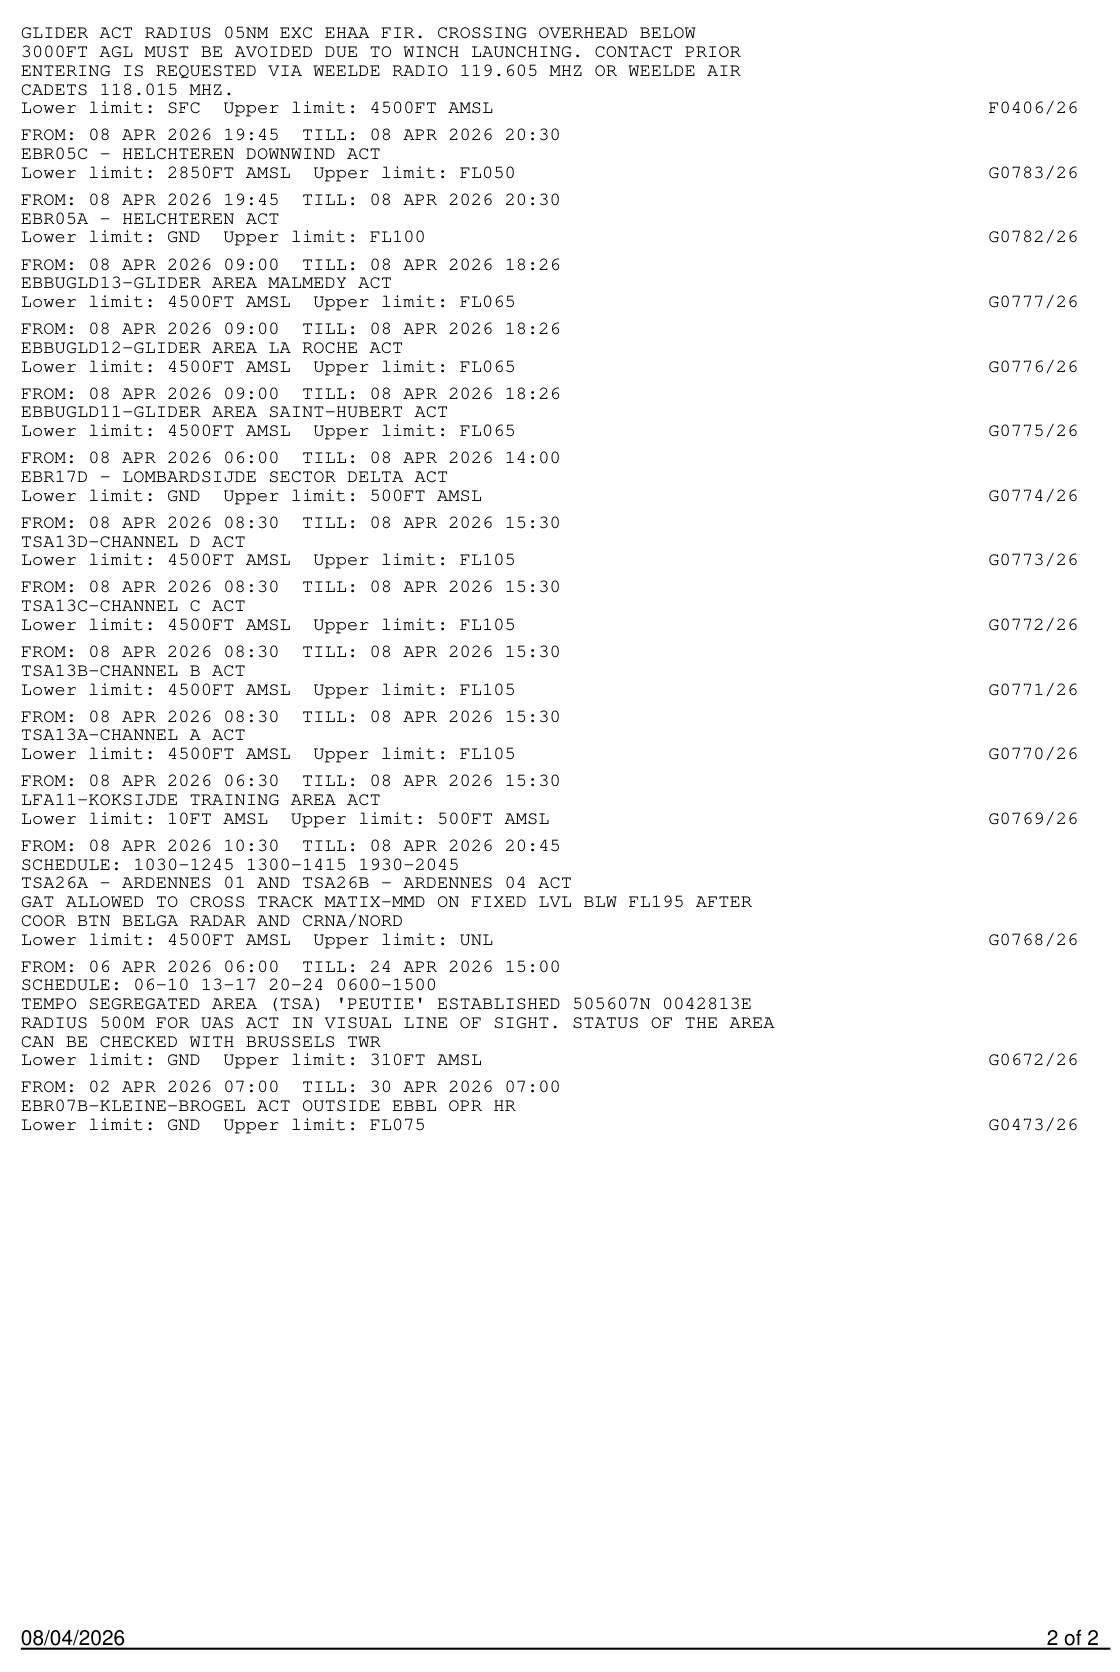 GLIDER ACT RADIUS 05NM EXC EHAA FIR. CROSSING OVERHEAD BELOW
3000FT AGL MUST BE AVOIDED DUE TO WINCH LAUNCHING. CONTACT PRIOR
ENTERING IS REQUESTED VIA WEELDE RADIO 119.605 MHZ OR WEELDE AIR
CADETS 118.015 MHZ.
Lower limit: SFC  Upper limit: 4500FT AMSL F0406/26
FROM: 08 APR 2026 19:45  TILL: 08 APR 2026 20:30
EBR05C - HELCHTEREN DOWNWIND ACT
Lower limit: 2850FT AMSL  Upper limit: FL050 G0783/26
FROM: 08 APR 2026 19:45  TILL: 08 APR 2026 20:30
EBR05A - HELCHTEREN ACT
Lower limit: GND  Upper limit: FL100 G0782/26
FROM: 08 APR 2026 09:00  TILL: 08 APR 2026 18:26
EBBUGLD13-GLIDER AREA MALMEDY ACT
Lower limit: 4500FT AMSL  Upper limit: FL065 G0777/26
FROM: 08 APR 2026 09:00  TILL: 08 APR 2026 18:26
EBBUGLD12-GLIDER AREA LA ROCHE ACT
Lower limit: 4500FT AMSL  Upper limit: FL065 G0776/26
FROM: 08 APR 2026 09:00  TILL: 08 APR 2026 18:26
EBBUGLD11-GLIDER AREA SAINT-HUBERT ACT
Lower limit: 4500FT AMSL  Upper limit: FL065 G0775/26
FROM: 08 APR 2026 06:00  TILL: 08 APR 2026 14:00
EBR17D - LOMBARDSIJDE SECTOR DELTA ACT
Lower limit: GND  Upper limit: 500FT AMSL G0774/26
FROM: 08 APR 2026 08:30  TILL: 08 APR 2026 15:30
TSA13D-CHANNEL D ACT
Lower limit: 4500FT AMSL  Upper limit: FL105 G0773/26
FROM: 08 APR 2026 08:30  TILL: 08 APR 2026 15:30
TSA13C-CHANNEL C ACT
Lower limit: 4500FT AMSL  Upper limit: FL105 G0772/26
FROM: 08 APR 2026 08:30  TILL: 08 APR 2026 15:30
TSA13B-CHANNEL B ACT
Lower limit: 4500FT AMSL  Upper limit: FL105 G0771/26
FROM: 08 APR 2026 08:30  TILL: 08 APR 2026 15:30
TSA13A-CHANNEL A ACT
Lower limit: 4500FT AMSL  Upper limit: FL105 G0770/26
FROM: 08 APR 2026 06:30  TILL: 08 APR 2026 15:30
LFA11-KOKSIJDE TRAINING AREA ACT
Lower limit: 10FT AMSL  Upper limit: 500FT AMSL G0769/26
FROM: 08 APR 2026 10:30  TILL: 08 APR 2026 20:45
SCHEDULE: 1030-1245 1300-1415 1930-2045
TSA26A - ARDENNES 01 AND TSA26B - ARDENNES 04 ACT
GAT ALLOWED TO CROSS TRACK MATIX-MMD ON FIXED LVL BLW FL195 AFTER
COOR BTN BELGA RADAR AND CRNA/NORD
Lower limit: 4500FT AMSL  Upper limit: UNL G0768/26
FROM: 06 APR 2026 06:00  TILL: 24 APR 2026 15:00
SCHEDULE: 06-10 13-17 20-24 0600-1500
TEMPO SEGREGATED AREA (TSA) 'PEUTIE' ESTABLISHED 505607N 0042813E
RADIUS 500M FOR UAS ACT IN VISUAL LINE OF SIGHT. STATUS OF THE AREA
CAN BE CHECKED WITH BRUSSELS TWR
Lower limit: GND  Upper limit: 310FT AMSL G0672/26
FROM: 02 APR 2026 07:00  TILL: 30 APR 2026 07:00
EBR07B-KLEINE-BROGEL ACT OUTSIDE EBBL OPR HR
Lower limit: GND  Upper limit: FL075 G0473/26
08/04/2026 2 of 2